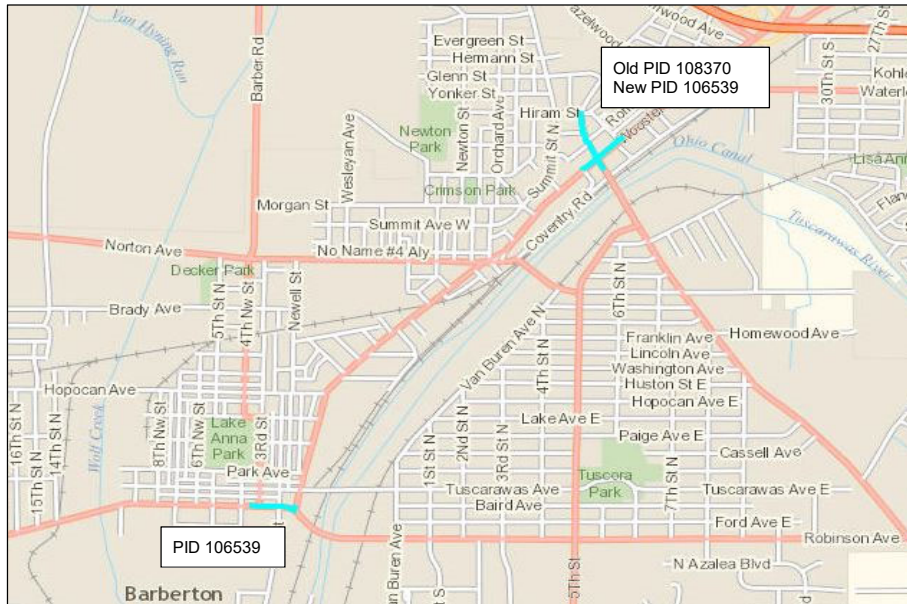 Van Hyning Run
Barber Rd
Evergreen St
Hermann St
Glenn St
Yonker St
Newton Park
Newton St
Orchard Ave
Hiram St
Old PID 108370
New PID 106539
27Th St S
30Th St S
Wesleyan Ave
Crimson Park
Summit St N
Ohio Canal
Morgan St
Summit Ave W
Coventry Rd
Tuscarawas River
Norton Ave
No Name #4 Aly
Decker Park
5Th St N
4Th Nw St
Newell St
6Th St N
Brady Ave
Van Buren Ave N
4Th St N
Franklin Ave
Homewood Ave
Lincoln Ave
Washington Ave
Huston St E
Hopocan Ave
Hopocan Ave E
16Th St N
15Th St N
14Th St N
Wolf Creek
8Th Nw St
6Th Nw St
Lake Anna Park
3Rd St
Park Ave
1St St N
2Nd St N
3Rd St N
Lake Ave E
Paige Ave E
Cassell Ave
Tuscora Park
7Th St N
Tuscarawas Ave
Tuscarawas Ave E
Baird Ave
Ford Ave E
Robinson Ave
PID 106539
5Th St
N Azalea Blvd
Barberton